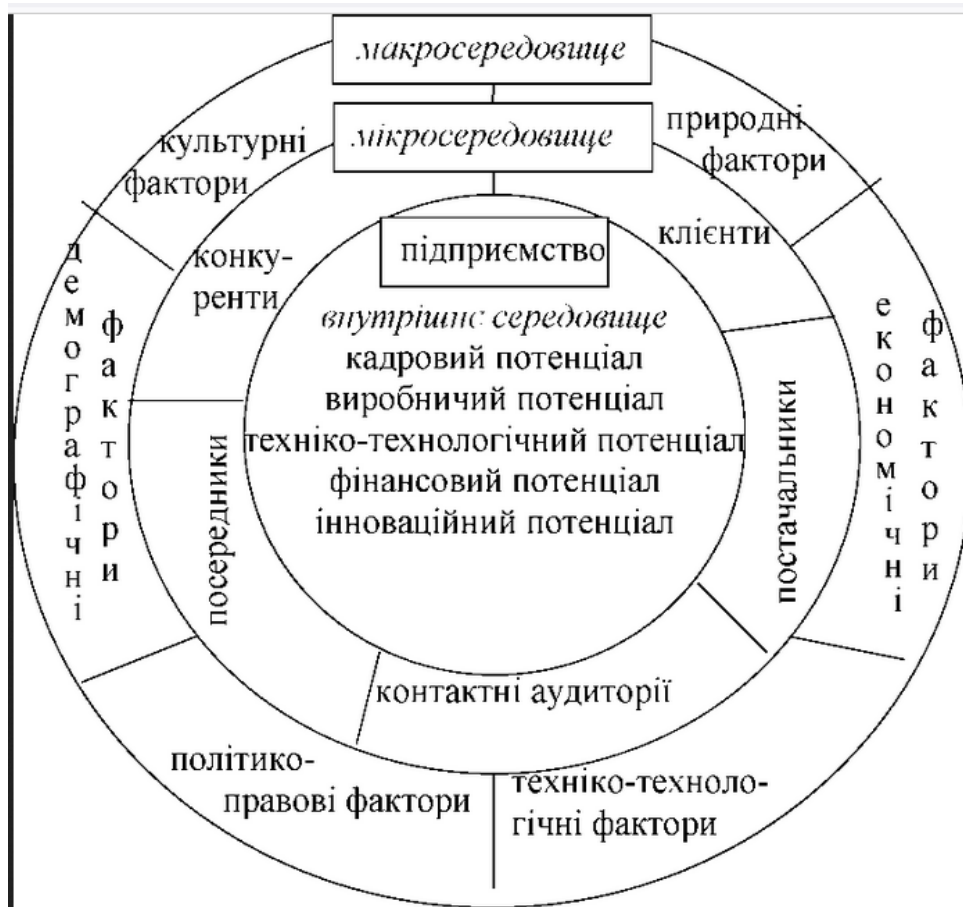 макросередовище
мікросередовище
культурні
фактори
природні
фактори
конку-
ренти
клієнти
підприємство
внутрішнє середовище
кадровий потенціал
виробничий потенціал
техніко-технологічний потенціал
фінансовий потенціал
інноваційний потенціал
демографічні
фактори
посередники
постачальники
економічні
фактори
контактні аудиторії
політико-
правові фактори
техніко-техноло-
гічні фактори